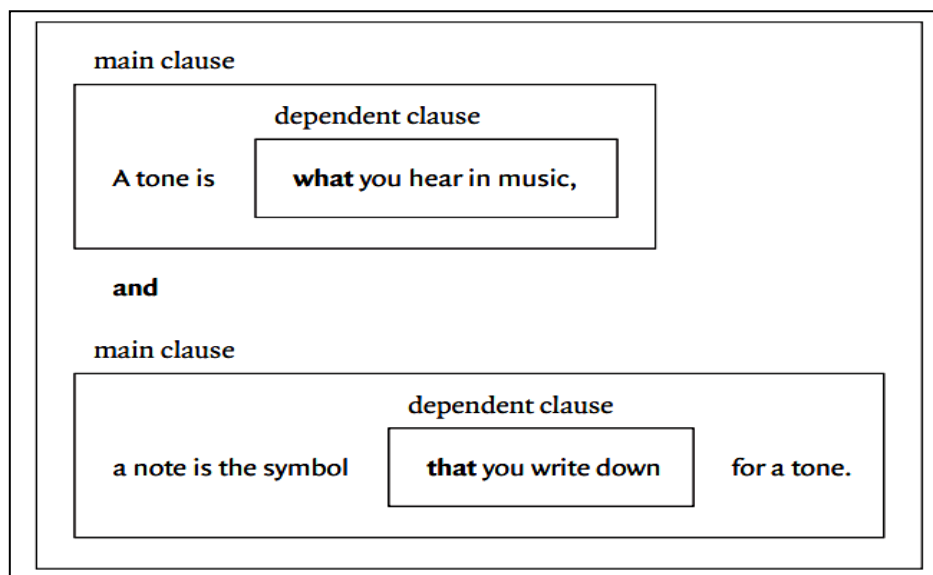 main clause
dependent clause
A tone is what you hear in music,
and
main clause
dependent clause
a note is the symbol that you write down for a tone.